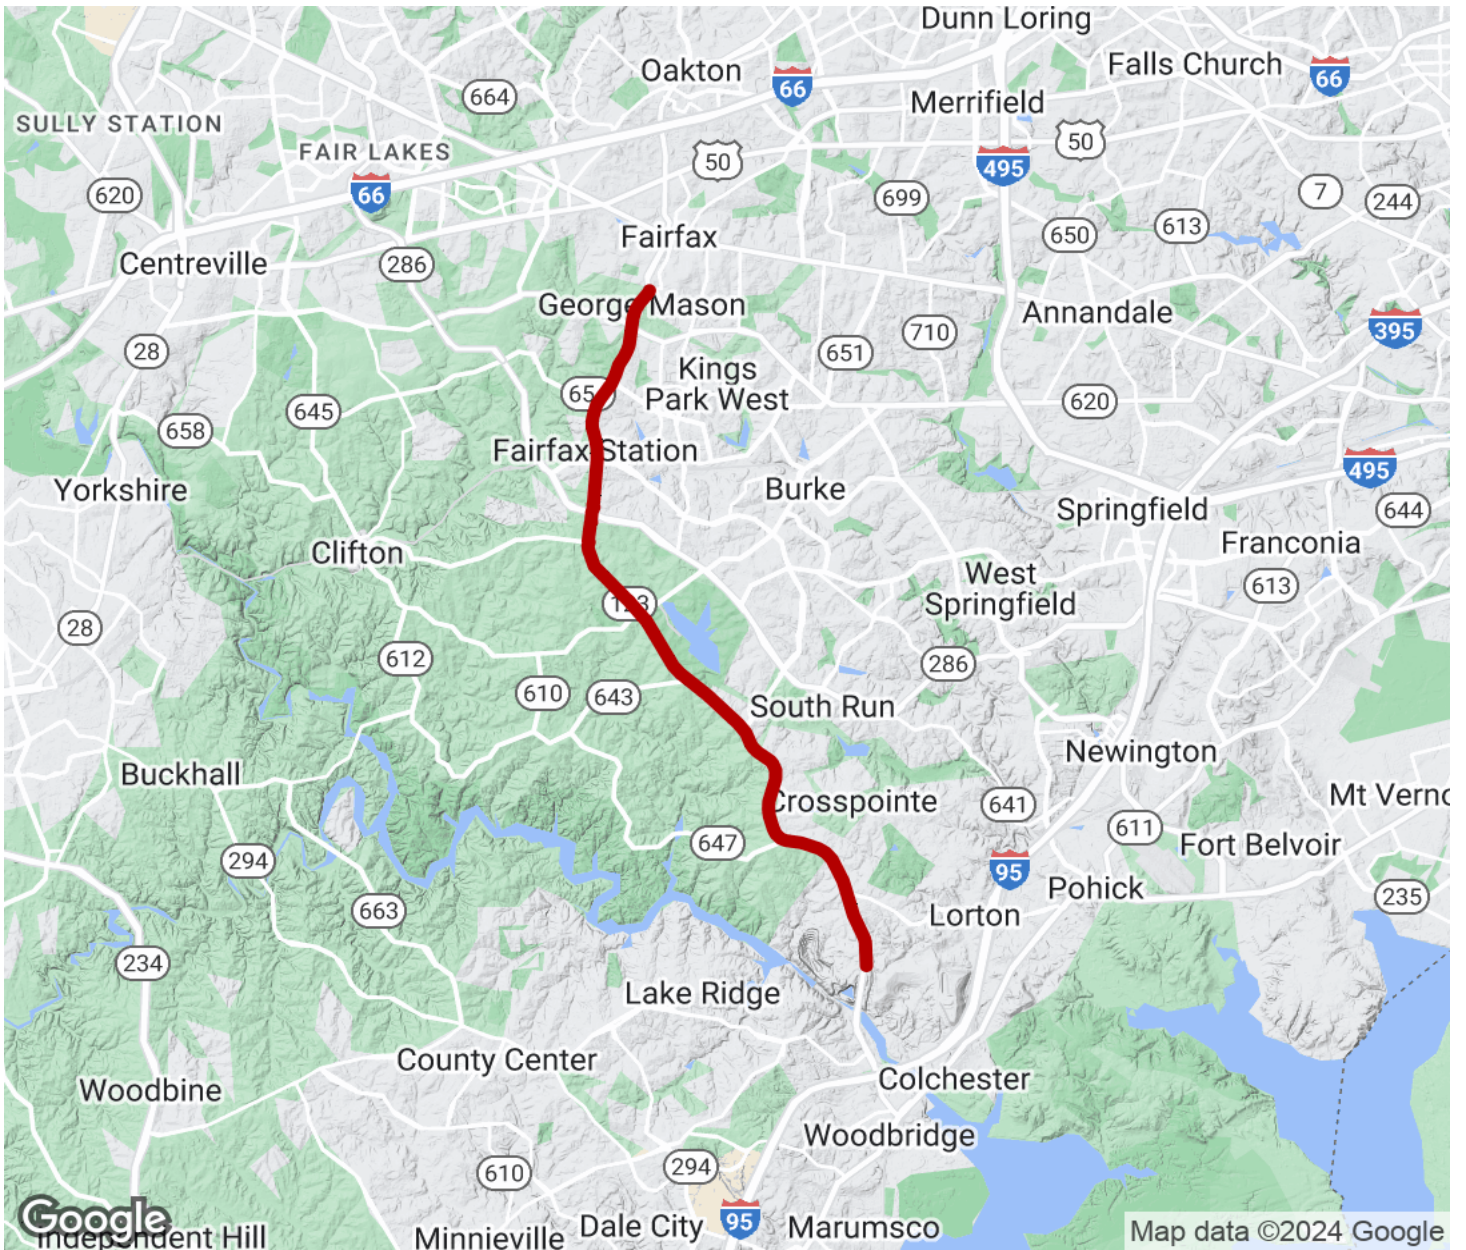 Dunn Loring
Oakton
66
Falls Church
66
664
Merrifield
SULLY STATION
FAIR LAKES
50
50
495
620
66
699
7
244
650
613
Fairfax
Centreville
286
George Mason
Annandale
395
28
651
710
Kings
Park West
645
620
658
Fairfax Station
495
Yorkshire
Burke
Springfield
644
Clifton
Franconia
West
Springfield
613
123
28
612
286
610
643
South Run
Newington
Buckhall
Crosspointe
641
Mt Vern
611
647
Fort Belvoir
294
95
Pohick
235
663
Lorton
234
Lake Ridge
County Center
Colchester
Woodbine
Woodbridge
610
294
Google
Independent Hill
Minnieville
Dale City
95
Marumsco
Map data ©2024 Google